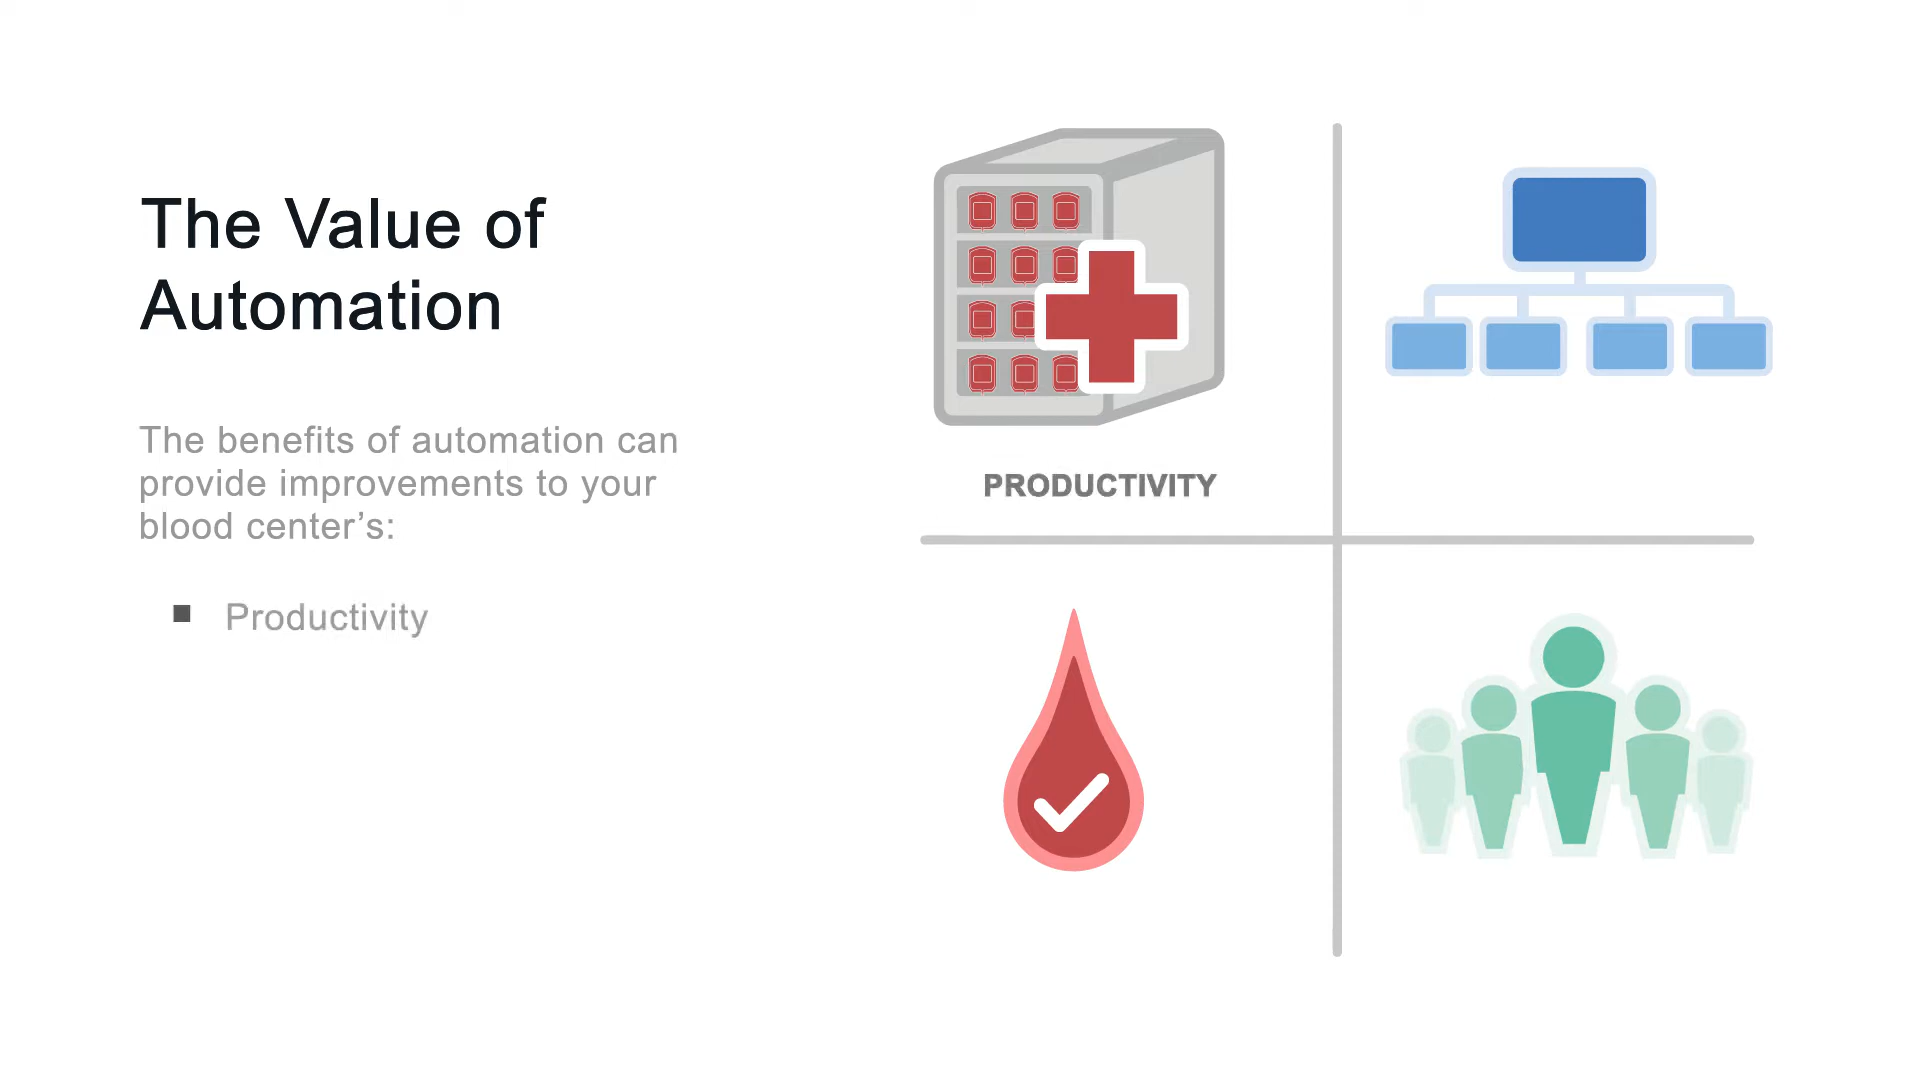 The Value of
Automation
The benefits of automation can
provide improvements to your
blood center’s:
■ Productivity
PRODUCTIVITY